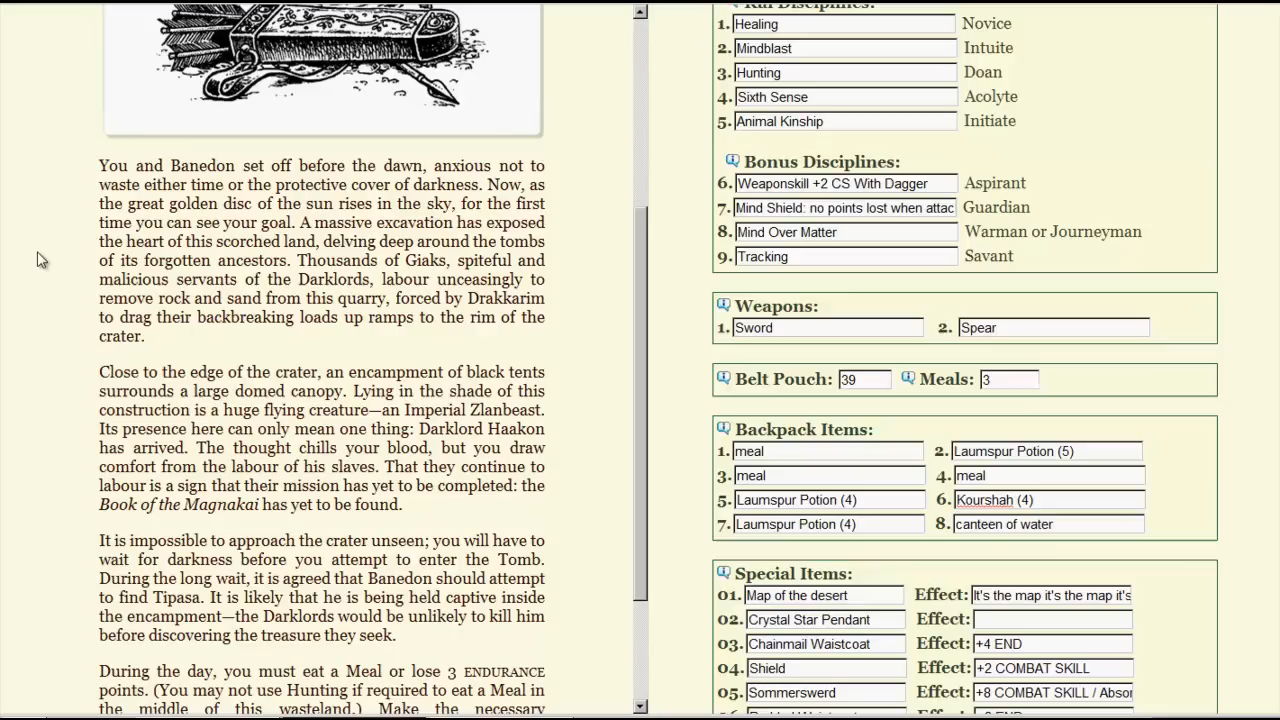 You and Banedon set off before the dawn, anxious not to
waste either time or the protective cover of darkness. Now, as
the great golden disc of the sun rises in the sky, for the first
time you can see your goal. A massive excavation has exposed
the heart of this scorched land, delving deep around the tombs
of its forgotten ancestors. Thousands of Giaks, spiteful and
malicious servants of the Darklords, labour unceasingly to
remove rock and sand from this quarry, forced by Drakkarim
to drag their backbreaking loads up ramps to the rim of the
crater.
Close to the edge of the crater, an encampment of black tents
surrounds a large domed canopy. Lying in the shade of this
construction is a huge flying creature—an Imperial Zlanbeast.
Its presence here can only mean one thing: Darklord Haakon
has arrived. The thought chills your blood, but you draw
comfort from the labour of his slaves. That they continue to
labour is a sign that their mission has yet to be completed: the
Book of the Magnakai has yet to be found.
It is impossible to approach the crater unseen; you will have to
wait for darkness before you attempt to enter the Tomb.
During the long wait, it is agreed that Banedon should attempt
to find Tipasa. It is likely that he is being held captive inside
the encampment—the Darklords would be unlikely to kill him
before discovering the treasure they seek.
During the day, you must eat a Meal or lose 3 ENDURANCE
points. (You may not use Hunting if required to eat a Meal in
the middle of this wasteland.) Make the necessary
Kai Disciplines:
1. Healing Novice
2. Mindblast Intuite
3. Hunting Doan
4. Sixth Sense Acolyte
5. Animal Kinship Initiate
Bonus Disciplines:
6. Weaponskill +2 CS With Dagger Aspirant
7. Mind Shield: no points lost when attac Guardian
8. Mind Over Matter Warman or Journeyman
9. Tracking Savant
Weapons:
1. Sword 2. Spear
Belt Pouch: 39 Meals: 3
Backpack Items:
1. meal 2. Laumspur Potion (5)
3. meal 4. meal
5. Laumspur Potion (4) 6. Kourshah (4)
7. Laumspur Potion (4) 8. canteen of water
Special Items:
01. Map of the desert Effect: It's the map it's the map it's
02. Crystal Star Pendant Effect:
03. Chainmail Waistcoat Effect: +4 END
04. Shield Effect: +2 COMBAT SKILL
05. Sommerswerd Effect: +8 COMBAT SKILL / Absor